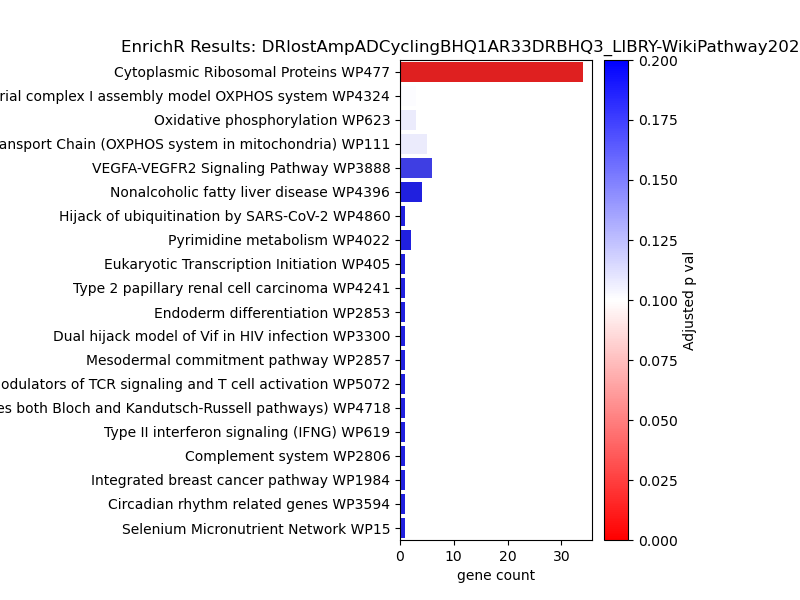 EnrichR Results: DRlostAmpADCyclingBHQ1AR33DRBHQ3_LIBRY-WikiPathway202
Cytoplasmic Ribosomal Proteins WP477
rial complex I assembly model OXPHOS system WP4324
Oxidative phosphorylation WP623
ansport Chain (OXPHOS system in mitochondria) WP111
VEGFA-VEGFR2 Signaling Pathway WP3888
Nonalcoholic fatty liver disease WP4396
Hijack of ubiquitination by SARS-CoV-2 WP4860
Pyrimidine metabolism WP4022
Eukaryotic Transcription Initiation WP405
Type 2 papillary renal cell carcinoma WP4241
Endoderm differentiation WP2853
Dual hijack model of Vif in HIV infection WP3300
Mesodermal commitment pathway WP2857
odulators of TCR signaling and T cell activation WP5072
es both Bloch and Kandutsch-Russell pathways) WP4718
Type II interferon signaling (IFNG) WP619
Complement system WP2806
Integrated breast cancer pathway WP1984
Circadian rhythm related genes WP3594
Selenium Micronutrient Network WP15
0 10 20 30
gene count
0.200
0.175
0.150
0.125
0.100
0.075
0.050
0.025
0.000
Adjusted p val